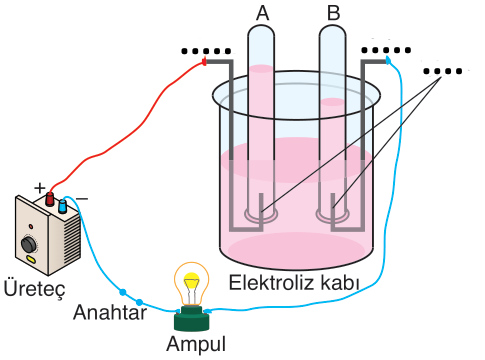 A B
.....
.....
....
+ −
Üreteç
Elektroliz kabı
Anahtar
Ampul